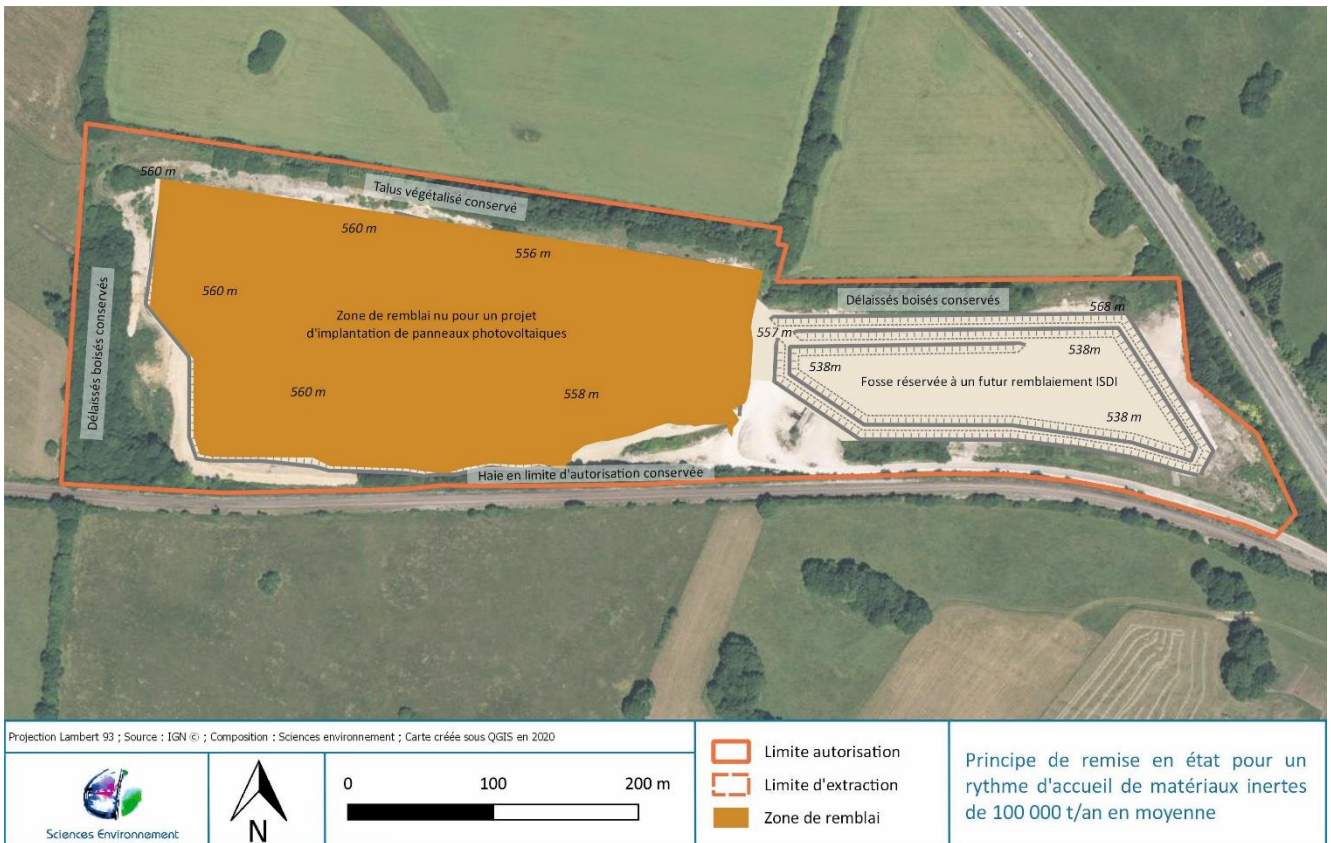 560 m
Talus végétalisé conservé
560 m
556 m
560 m
Délaissés boisés conservés
Zone de remblai nu pour un projet
d'implantation de panneaux photovoltaiques
560 m
558 m
Haie en limite d'autorisation conservée
Délaissés boisés conservés
568 m
557 m
538m
538m
Fosse réservée à un futur remblaiement ISDI
538 m
Projection Lambert 93 ; Source : IGN © ; Composition : Sciences environnement ; Carte créée sous QGIS en 2020
Sciences Environnement
N
0 100 200 m
Limite autorisation
Limite d'extraction
Zone de remblai
Principe de remise en état pour un
rythme d'accueil de matériaux inertes
de 100 000 t/an en moyenne